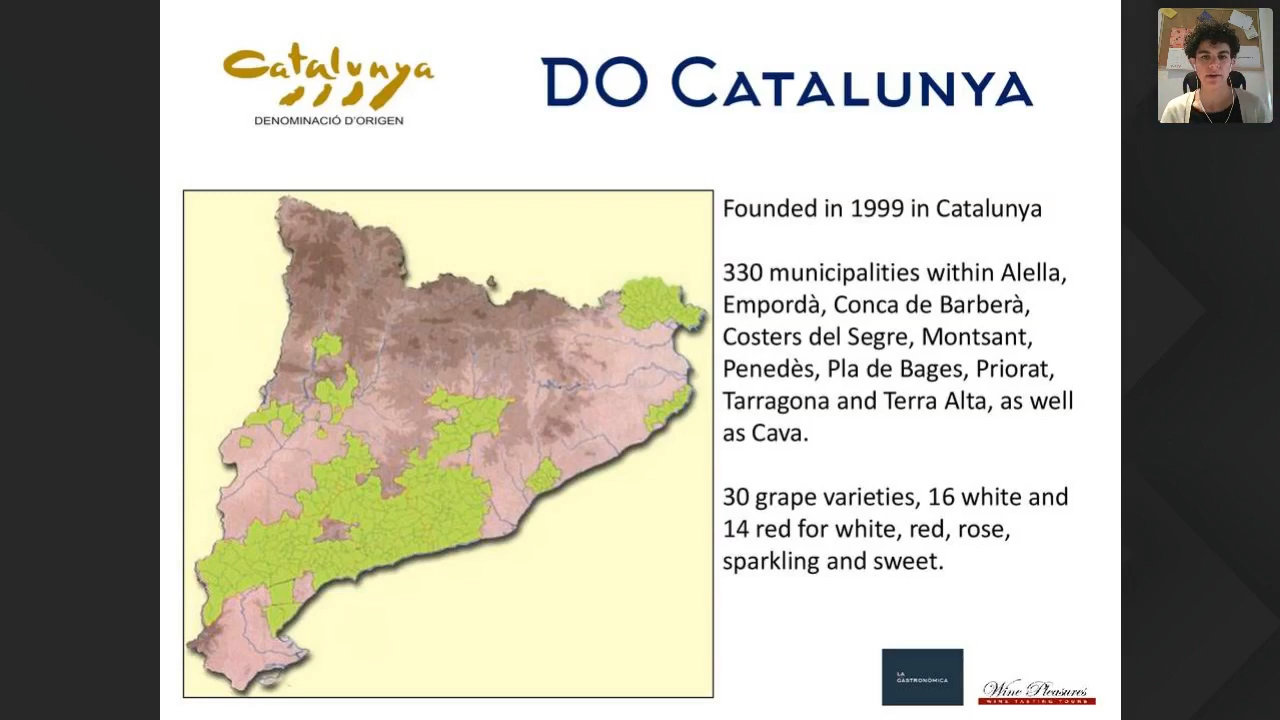 Catalunya
DENOMINACIÓ D'ORIGEN
DO CATALUNYA
Founded in 1999 in Catalunya
330 municipalities within Alella,
Empordà, Conca de Barberà,
Costers del Segre, Montsant,
Penedès, Pla de Bages, Priorat,
Tarragona and Terra Alta, as well
as Cava.
30 grape varieties, 16 white and
14 red for white, red, rose,
sparkling and sweet.
LA
GASTRONÒMICA
Wine Pleasures
WINE TASTING TOURS